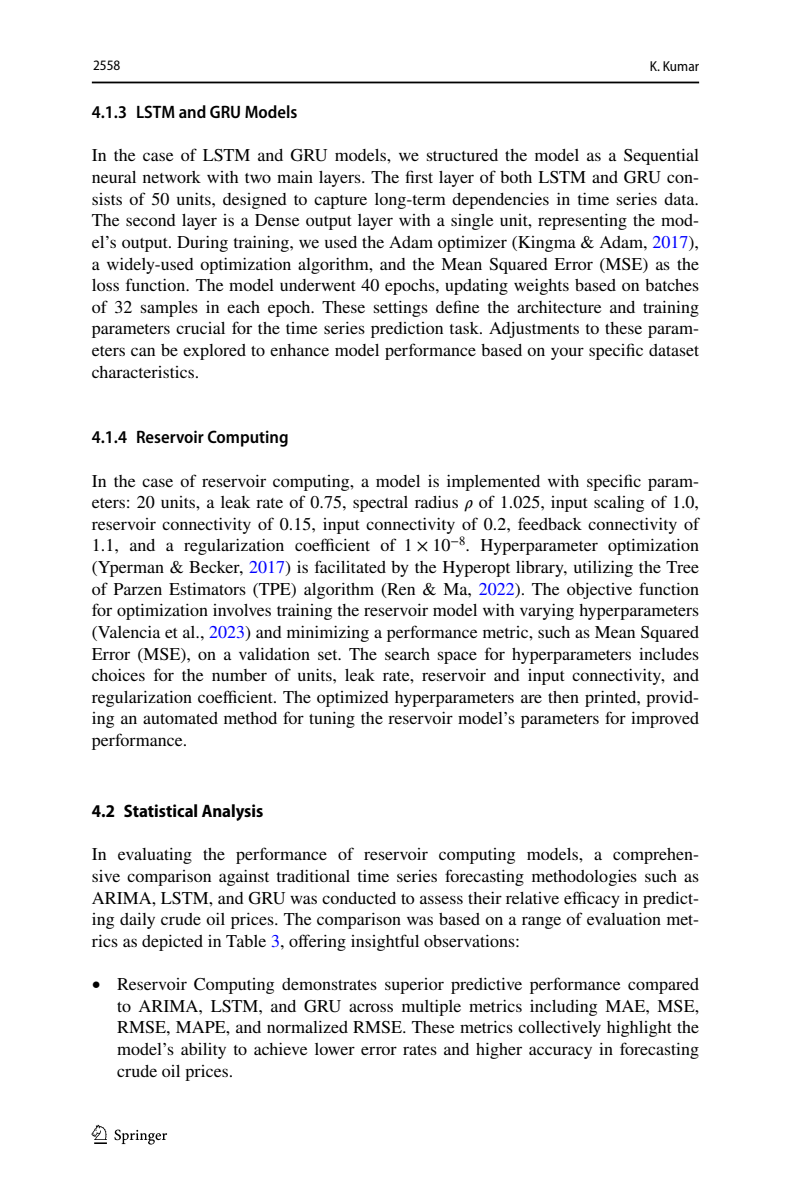 2558
K. Kumar
4.1.3 LSTM and GRU Models
In the case of LSTM and GRU models, we structured the model as a Sequential
neural network with two main layers. The first layer of both LSTM and GRU con-
sists of 50 units, designed to capture long-term dependencies in time series data.
The second layer is a Dense output layer with a single unit, representing the mod-
el's output. During training, we used the Adam optimizer (Kingma & Adam, 2017),
a widely-used optimization algorithm, and the Mean Squared Error (MSE) as the
loss function. The model underwent 40 epochs, updating weights based on batches
of 32 samples in each epoch. These settings define the architecture and training
parameters crucial for the time series prediction task. Adjustments to these param-
eters can be explored to enhance model performance based on your specific dataset
characteristics.
4.1.4 Reservoir Computing
In the case of reservoir computing, a model is implemented with specific param-
eters: 20 units, a leak rate of 0.75, spectral radius ρ of 1.025, input scaling of 1.0,
reservoir connectivity of 0.15, input connectivity of 0.2, feedback connectivity of
1.1, and a regularization coefficient of 1 × 10⁻⁸. Hyperparameter optimization
(Yperman & Becker, 2017) is facilitated by the Hyperopt library, utilizing the Tree
of Parzen Estimators (TPE) algorithm (Ren & Ma, 2022). The objective function
for optimization involves training the reservoir model with varying hyperparameters
(Valencia et al., 2023) and minimizing a performance metric, such as Mean Squared
Error (MSE), on a validation set. The search space for hyperparameters includes
choices for the number of units, leak rate, reservoir and input connectivity, and
regularization coefficient. The optimized hyperparameters are then printed, provid-
ing an automated method for tuning the reservoir model's parameters for improved
performance.
4.2 Statistical Analysis
In evaluating the performance of reservoir computing models, a comprehen-
sive comparison against traditional time series forecasting methodologies such as
ARIMA, LSTM, and GRU was conducted to assess their relative efficacy in predict-
ing daily crude oil prices. The comparison was based on a range of evaluation met-
rics as depicted in Table 3, offering insightful observations:
• Reservoir Computing demonstrates superior predictive performance compared
to ARIMA, LSTM, and GRU across multiple metrics including MAE, MSE,
RMSE, MAPE, and normalized RMSE. These metrics collectively highlight the
model's ability to achieve lower error rates and higher accuracy in forecasting
crude oil prices.
Springer